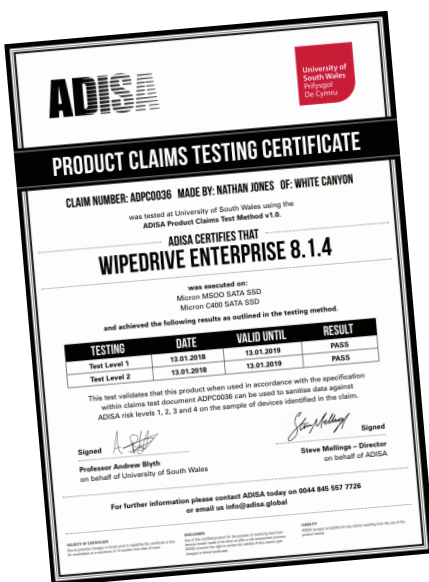 ADISA
University of
South Wales
Prifysgol
De Cymru
PRODUCT CLAIMS TESTING CERTIFICATE
CLAIM NUMBER: ADPC0036 MADE BY: NATHAN JONES OF: WHITE CANYON
was tested at University of South Wales using the
ADISA Product Claims Test Method v1.0.
ADISA CERTIFIES THAT
WIPEDRIVE ENTERPRISE 8.1.4
was executed on:
Micron M500 SATA SSD
Micron C400 SATA SSD
and achieved the following results as outlined in the testing method.
TESTING DATE VALID UNTIL RESULT
Test Level 1 13.01.2018 13.01.2019 PASS
Test Level 2 13.01.2018 13.01.2019 PASS
This test validates that this product when used in accordance with the specification
within claims test document ADPC0036 can be used to sanitise data against
ADISA risk levels 1, 2, 3 and 4 on the sample of devices identified in the claim.
Signed
Professor Andrew Blyth
on behalf of University of South Wales
Signed
Steve Mellings – Director
on behalf of ADISA
For further information please contact ADISA today on 0044 845 557 7726
or email us info@adisa.global
VALIDITY OF CERTIFICATE
DISCLAIMER
LIABILITY